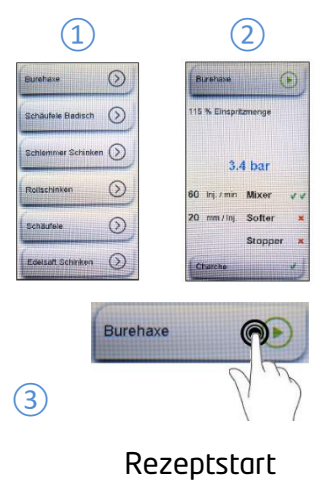 1
2
Burehaxe
Schäufele Badisch
Schlemmer Schinken
Rollschinken
Schäufele
Edelsaft Schinken
Burehaxe
115 % Einspritzmenge
3.4 bar
60 Inj. / min Mixer ✓✓
20 mm / Inj. Softer ×
Stopper ×
Charche ✓
Burehaxe
3
Rezeptstart